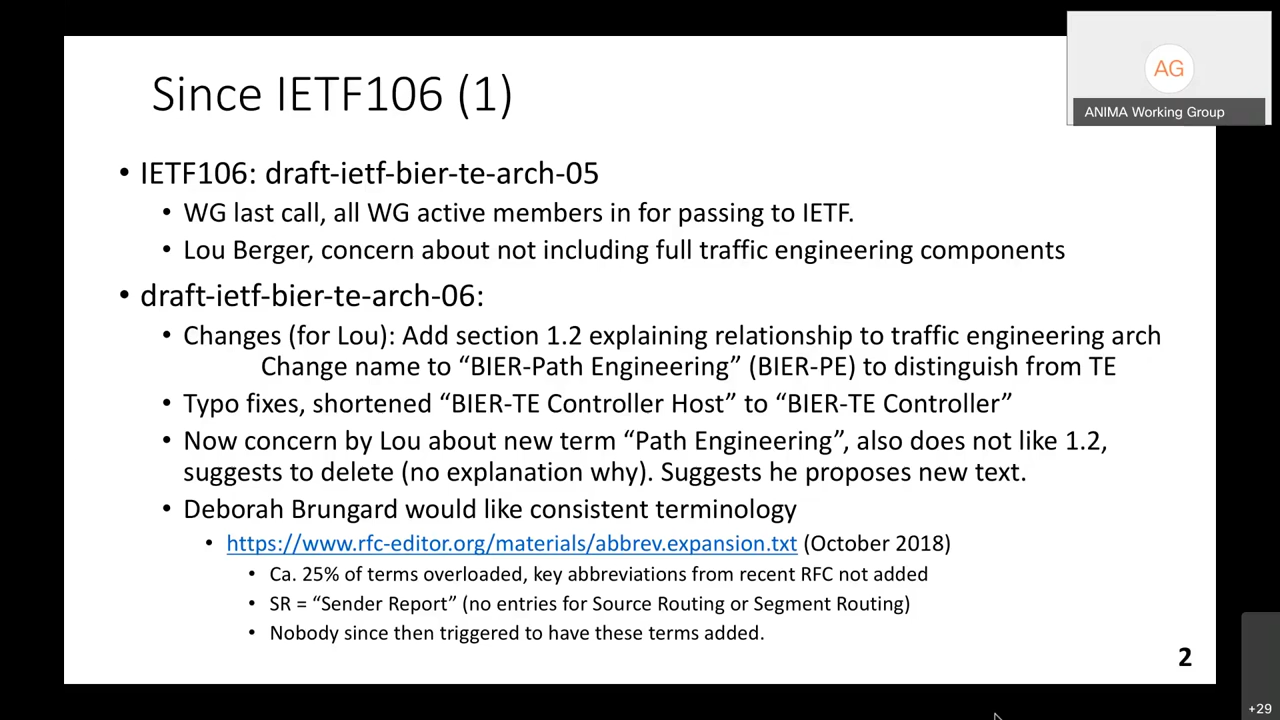 Since IETF106 (1)
AG
ANIMA Working Group
• IETF106: draft-ietf-bier-te-arch-05
• WG last call, all WG active members in for passing to IETF.
• Lou Berger, concern about not including full traffic engineering components
• draft-ietf-bier-te-arch-06:
• Changes (for Lou): Add section 1.2 explaining relationship to traffic engineering arch
Change name to “BIER-Path Engineering” (BIER-PE) to distinguish from TE
• Typo fixes, shortened “BIER-TE Controller Host” to “BIER-TE Controller”
• Now concern by Lou about new term “Path Engineering”, also does not like 1.2,
suggests to delete (no explanation why). Suggests he proposes new text.
• Deborah Brungard would like consistent terminology
• https://www.rfc-editor.org/materials/abbrev.expansion.txt (October 2018)
• Ca. 25% of terms overloaded, key abbreviations from recent RFC not added
• SR = “Sender Report” (no entries for Source Routing or Segment Routing)
• Nobody since then triggered to have these terms added.
2
+29